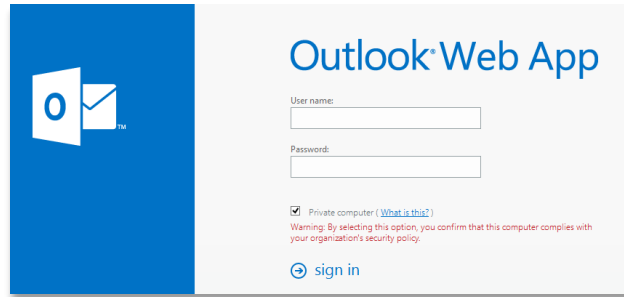 Outlook® Web App
O
TM
User name:
Password:
Private computer ( What is this? )
Warning: By selecting this option, you confirm that this computer complies with
your organization's security policy.
sign in